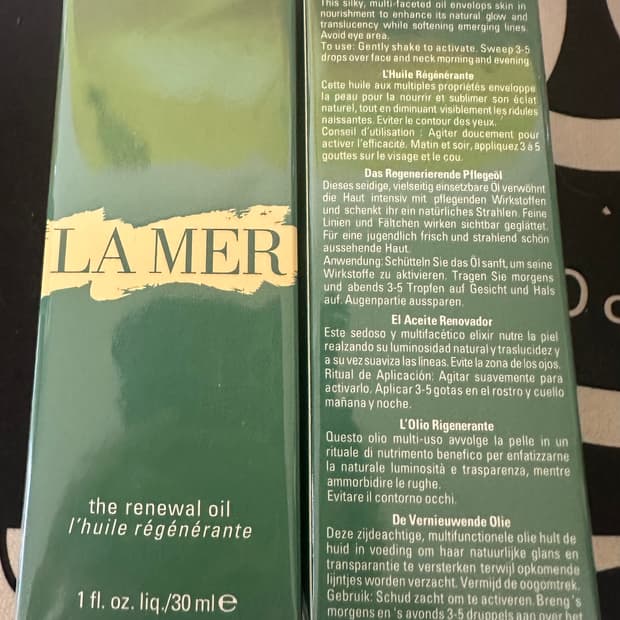 LA MER
the renewal oil
l'huile régénérante
1 fl. oz. liq./30 ml e
This silky, multi-faceted oil envelops skin in
nourishment to enhance its natural glow and
translucency while softening emerging lines.
Avoid eye area.
To use: Gently shake to activate. Sweep 3-5
drops over face and neck morning and evening.
L'Huile Régénérante
Cette huile aux multiples propriétés enveloppe
la peau pour la nourrir et sublimer son éclat
naturel, tout en diminuant visiblement les ridules
naissantes. Eviter le contour des yeux.
Conseil d'utilisation : Agiter doucement pour
activer l'efficacité. Matin et soir, appliquez 3 à 5
gouttes sur le visage et le cou.
Das Regenerierende Pflegeöl
Dieses seidige, vielseitig einsetzbare Öl verwöhnt
die Haut intensiv mit pflegenden Wirkstoffen
und schenkt ihr ein natürliches Strahlen. Feine
Linien und Fältchen wirken sichtbar geglättet.
Für eine jugendlich frisch und strahlend schön
aussehende Haut.
Anwendung: Schütteln Sie das Öl sanft, um seine
Wirkstoffe zu aktivieren. Tragen Sie morgens
und abends 3-5 Tropfen auf Gesicht und Hals
auf. Augenpartie aussparen.
El Aceite Renovador
Este sedoso y multifacético elixir nutre la piel
realzando su luminosidad natural y traslucidez y
a su vez suaviza las líneas. Evite la zona de los ojos.
Ritual de Aplicación: Agitar suavemente para
activarlo. Aplicar 3-5 gotas en el rostro y cuello
mañana y noche.
L'Olio Rigenerante
Questo olio multi-uso avvolge la pelle in un
rituale di nutrimento benefico per enfatizzarne
la naturale luminosità e trasparenza, mentre
ammorbidire le rughe.
Evitare il contorno occhi.
De Vernieuwende Olie
Deze zijdeachtige, multifunctionele olie hult de
huid in voeding om haar natuurlijke glans en
transparantie te versterken terwijl opkomende
lijntjes worden verzacht. Vermijd de oogomtrek.
Gebruik: Schud zacht om te activeren. Breng 's
morgens en 's avonds 3-5 druppels aan over het